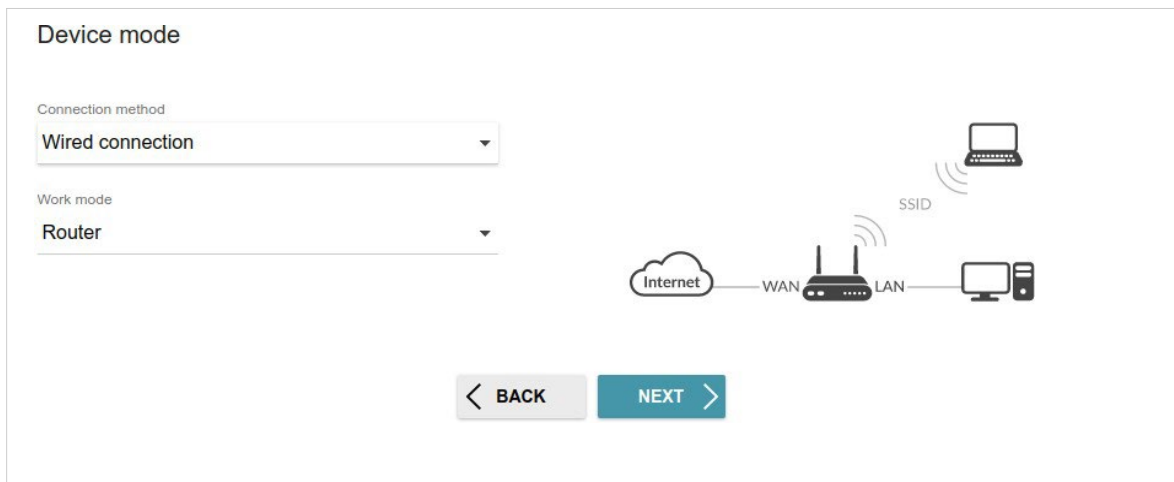 Device mode
Connection method
Wired connection
Work mode
Router
SSID
Internet
WAN
LAN
BACK
NEXT